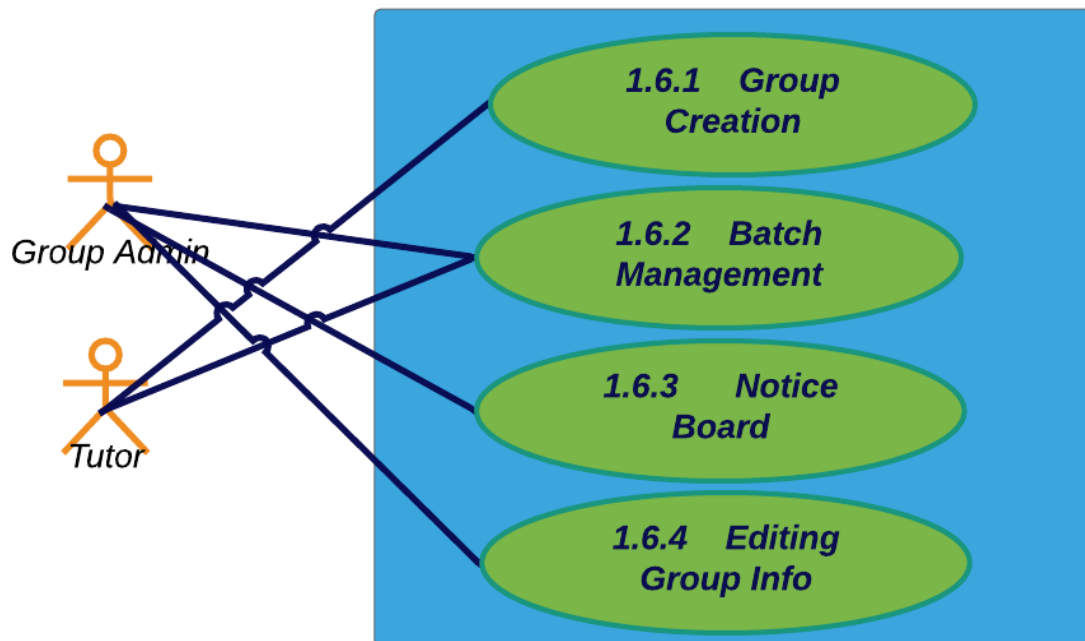 1.6.1 Group
Creation
1.6.2 Batch
Management
Group Admin
1.6.3 Notice
Board
Tutor
1.6.4 Editing
Group Info